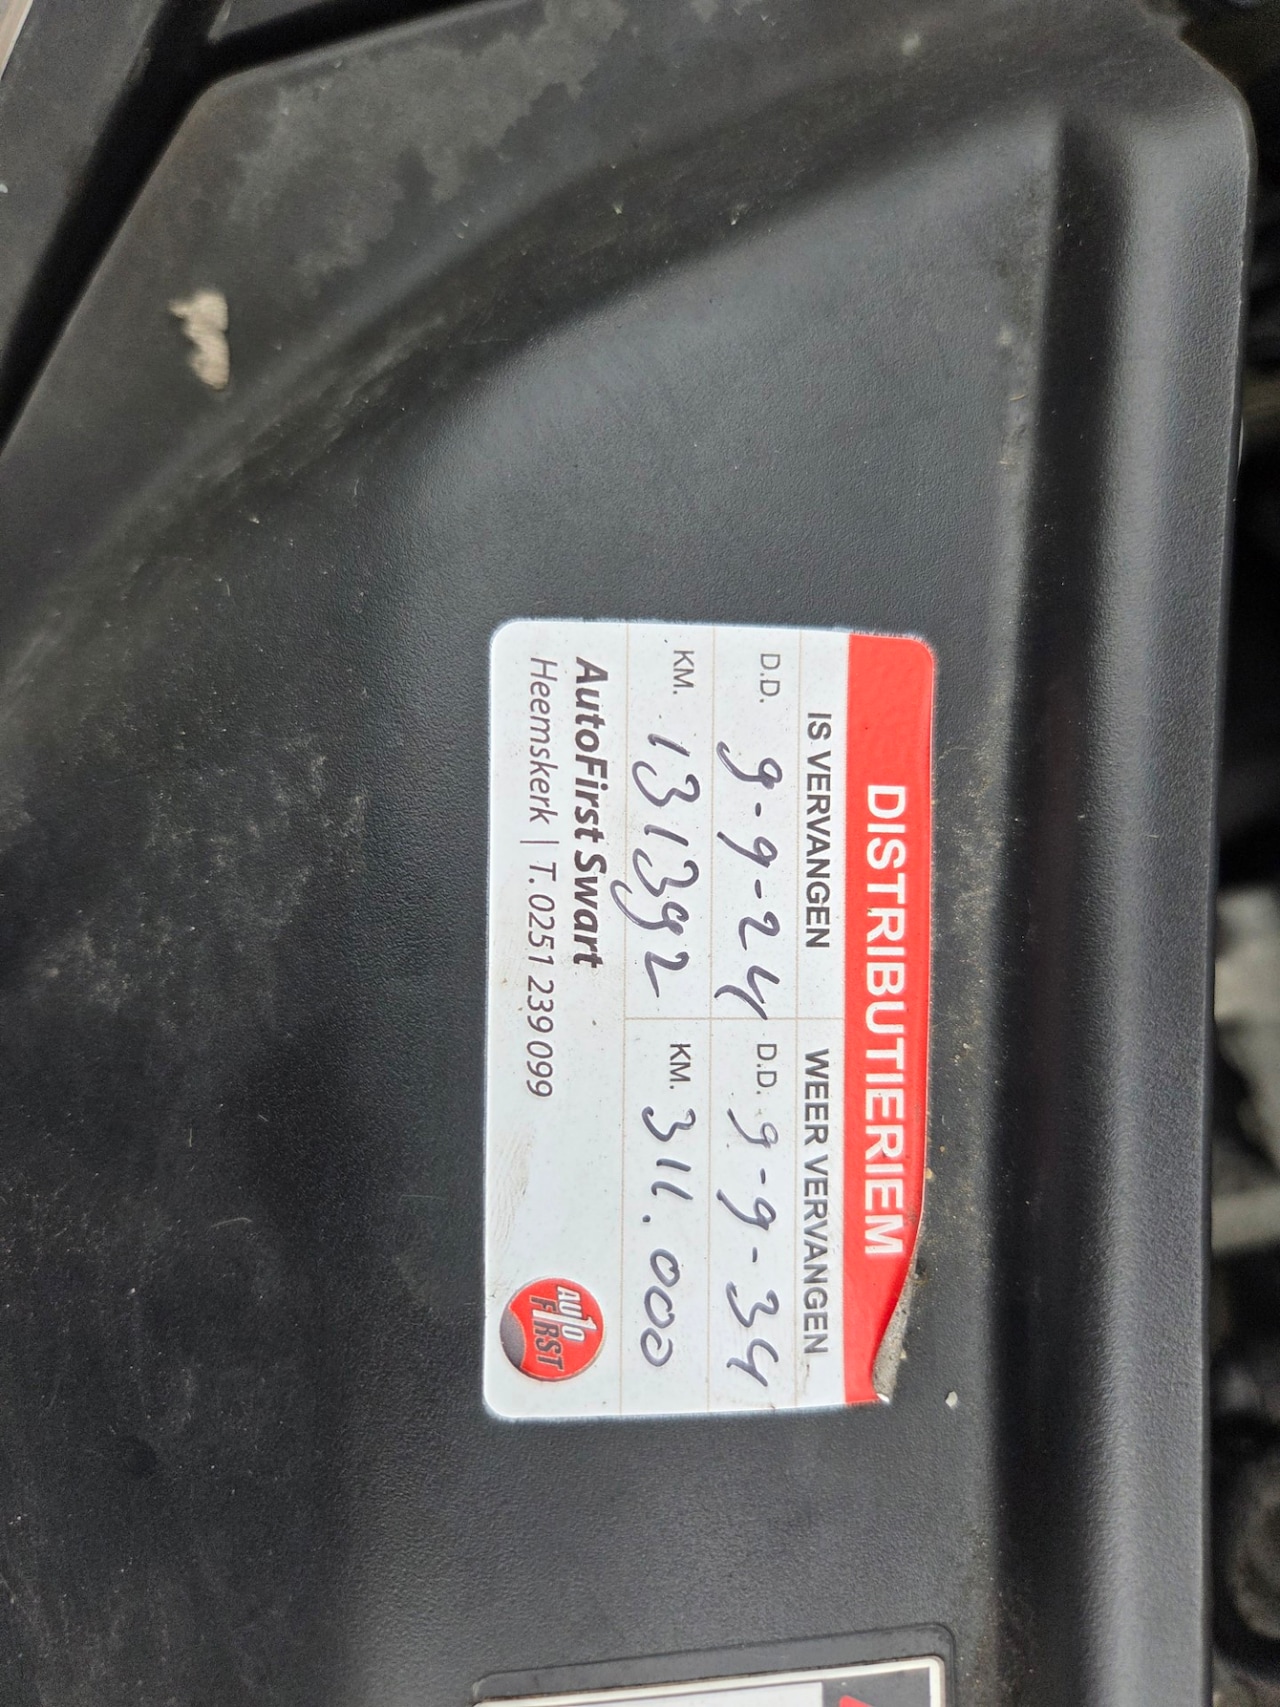 DISTRIBUTIERIEM
IS VERVANGEN WEER VERVANGEN
D.D. 9-9-24 D.D. 9-9-34
KM. 131392 KM. 311.000
AutoFirst Swart
Heemskerk | T. 0251 239 099
AUTO
FIRST